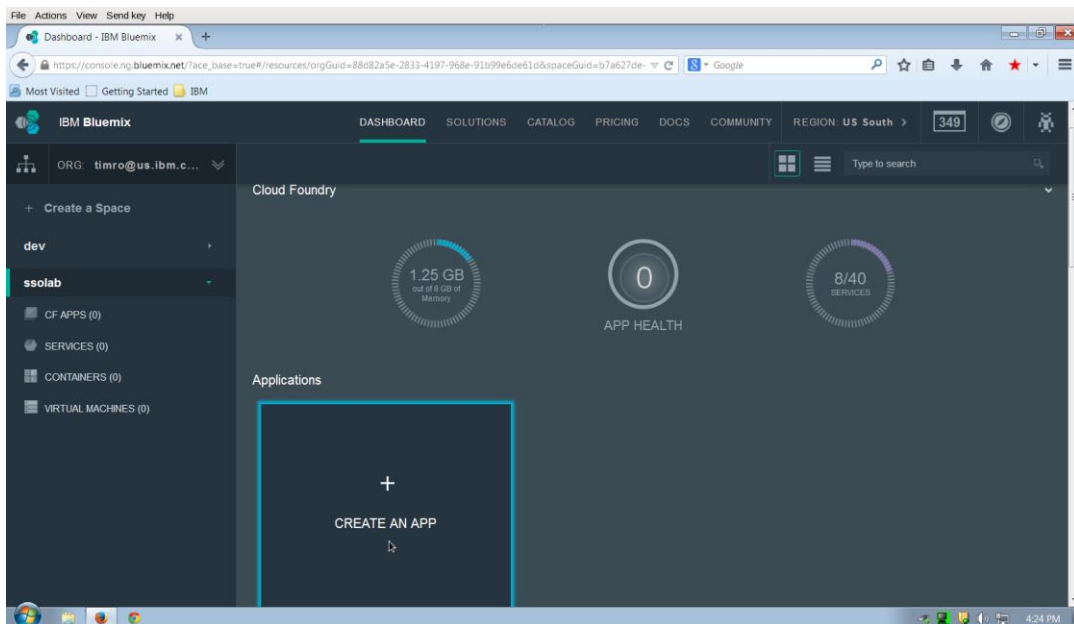 File Actions View Send key Help
Dashboard - IBM Bluemix × +
https://console.ng.bluemix.net/?ace_base=true#/resources/orgGuid=88d82a5e-2833-4197-968e-91b99e6de61d&spaceGuid=b7a627de- Google
Most Visited Getting Started IBM
IBM Bluemix DASHBOARD SOLUTIONS CATALOG PRICING DOCS COMMUNITY REGION: US South > 349
ORG: timro@us.ibm.c... Type to search
Cloud Foundry
+ Create a Space
dev
ssolab
CF APPS (0)
SERVICES (0)
CONTAINERS (0)
VIRTUAL MACHINES (0)
1.25 GB
out of 8 GB of
Memory
0
APP HEALTH
8/40
SERVICES
Applications
+
CREATE AN APP
4:24 PM